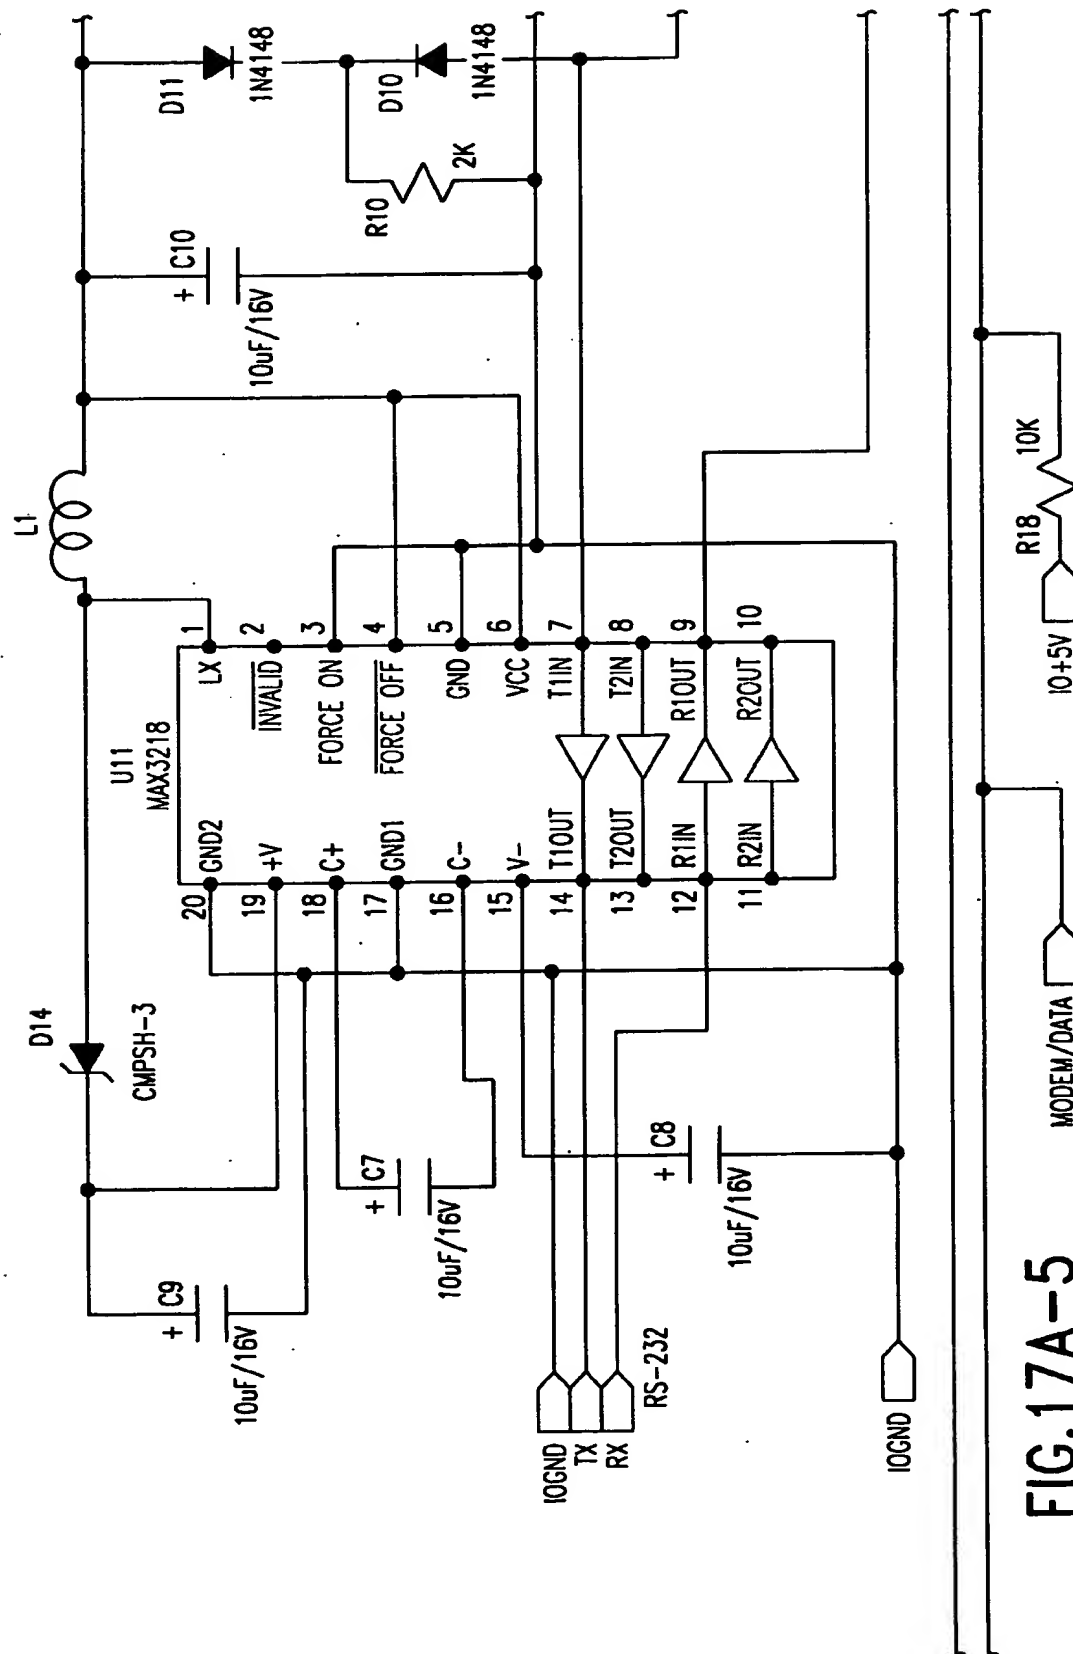 L1
D14
CMPSH-3
+ C9
10uF/16V
U11
MAX3218
20
GND2
19
+V
18
C+
17
GND1
16
C-
15
V-
14
T1OUT
13
T2OUT
12
R1IN
11
R2IN
LX
1
INVALID
2
FORCE ON
3
FORCE OFF
4
GND
5
VCC
6
T1IN
7
T2IN
8
R1OUT
9
R2OUT
10
+ C10
10uF/16V
D11
1N4148
D10
1N4148
R10
2K
+ C7
10uF/16V
+ C8
10uF/16V
IOGND
TX
RX
RS-232
IOGND
MODEM/DATA
IO+5V
R18
10K
FIG.17A-5